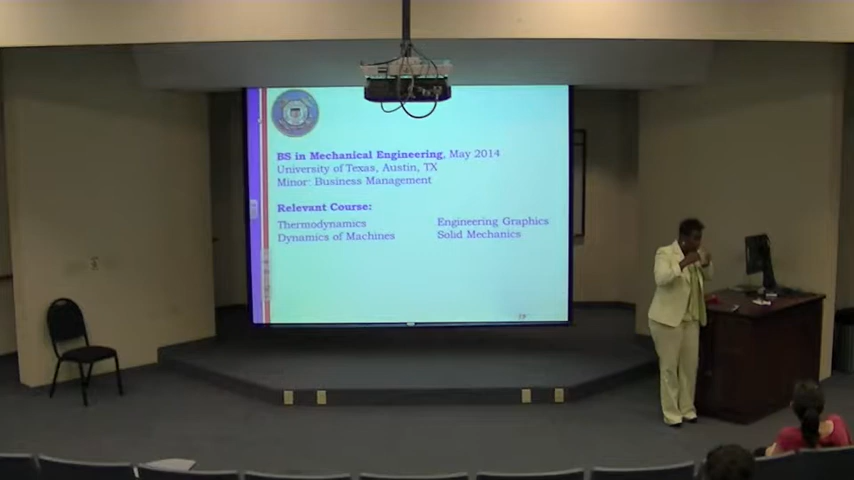 BS in Mechanical Engineering, May 2014
University of Texas, Austin, TX
Minor: Business Management
Relevant Course:
Thermodynamics Engineering Graphics
Dynamics of Machines Solid Mechanics